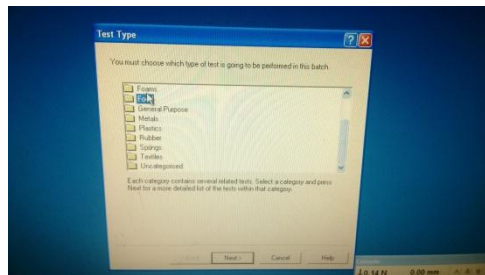 Test Type
You must choose which type of test is going to be performed in this batch.
Foams
General Purpose
Metals
Plastics
Rubber
Springs
Textiles
Uncategorised
Each category contains several related tests. Select a category and press
Next for a more detailed list of the tests within that category.
Next >
Cancel
Help
0.00 mm